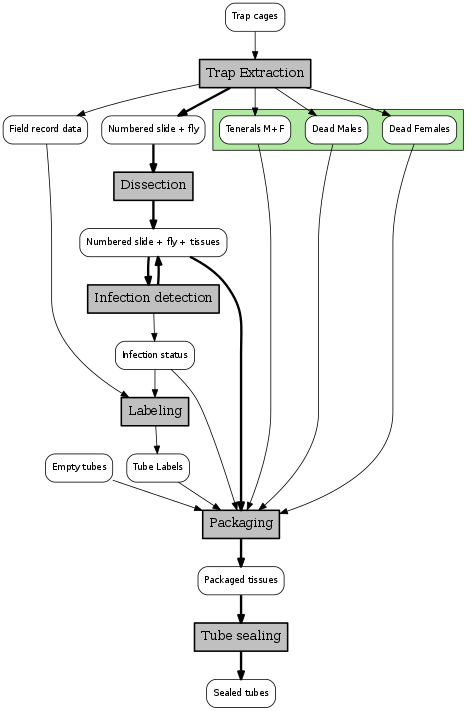 Trap cages
Trap Extraction
Field record data
Numbered slide + fly
Tenerals M+F
Dead Males
Dead Females
Dissection
Numbered slide + fly + tissues
Infection detection
Infection status
Labeling
Empty tubes
Tube Labels
Packaging
Packaged tissues
Tube sealing
Sealed tubes